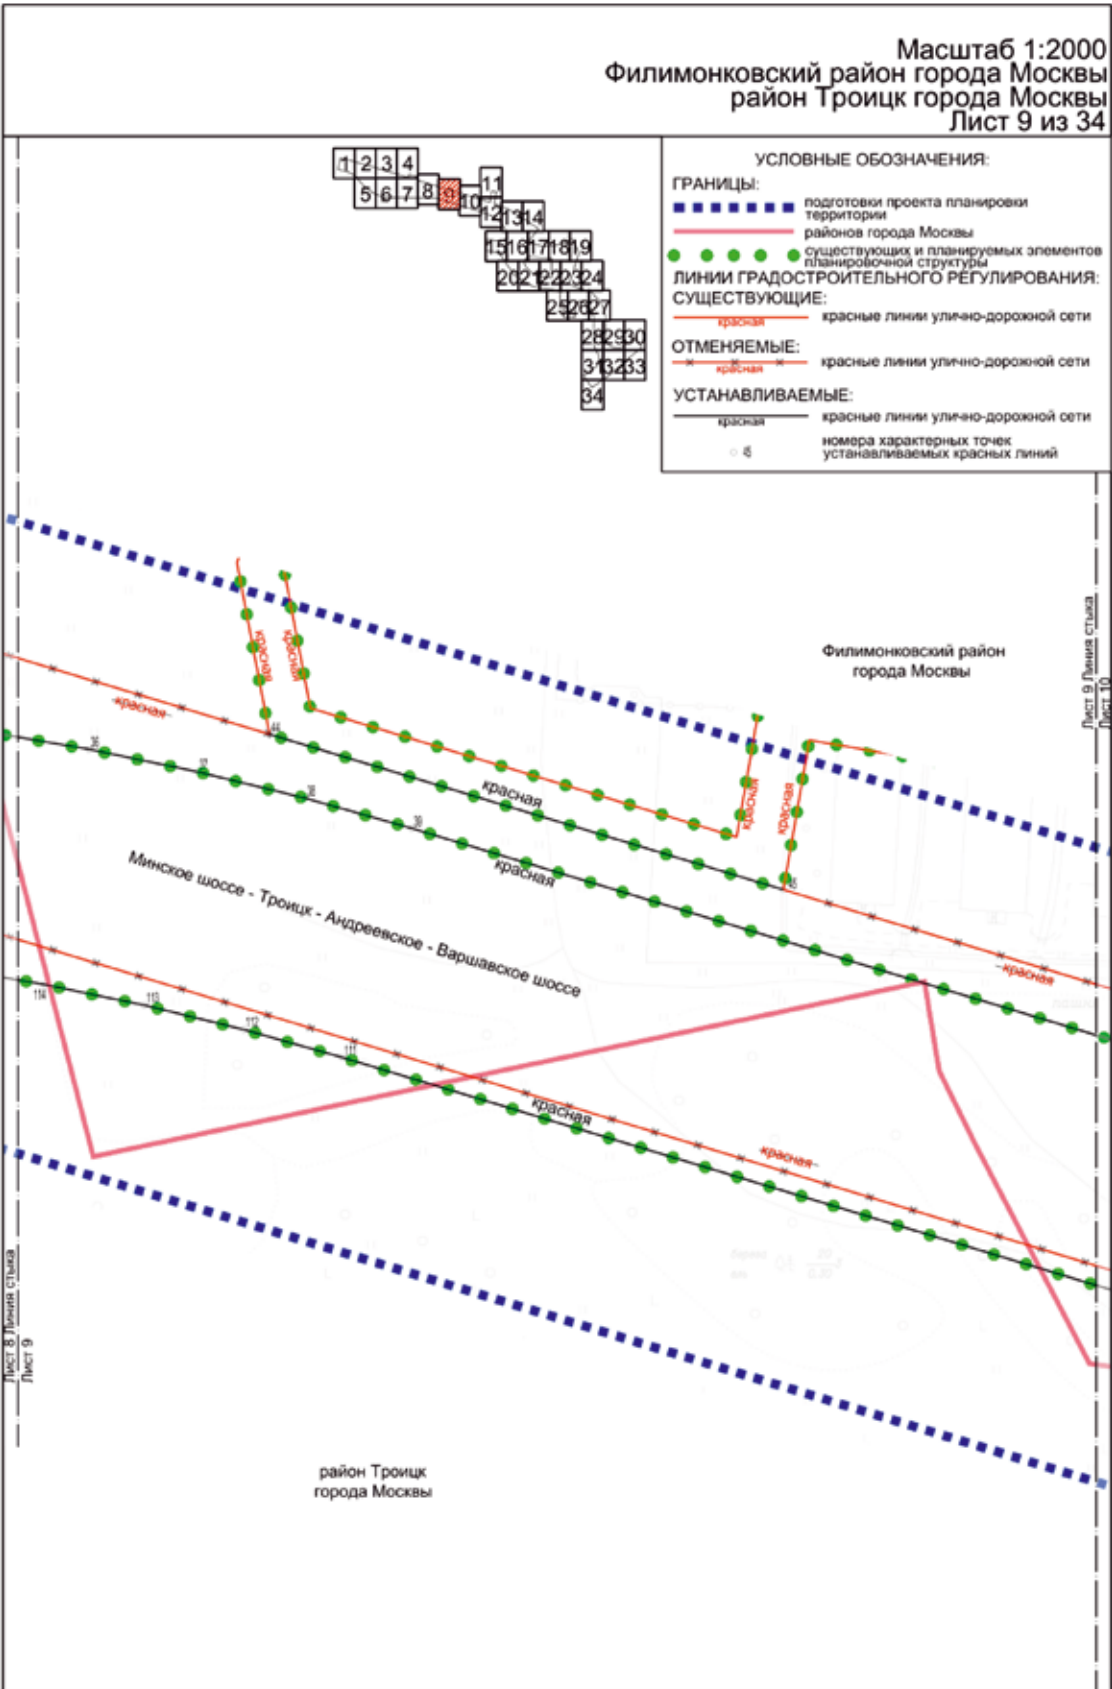 Масштаб 1:2000
Филимонковский район города Москвы
район Троицк города Москвы
Лист 9 из 34
1 2 3 4
5 6 7 8 9 10 11
12 13 14
15 16 17 18 19
20 21 22 23 24
25 26 27
28 29 30
31 32 33
34
УСЛОВНЫЕ ОБОЗНАЧЕНИЯ:
ГРАНИЦЫ:
подготовки проекта планировки
территории
районов города Москвы
существующих и планируемых элементов
планировочной структуры
ЛИНИИ ГРАДОСТРОИТЕЛЬНОГО РЕГУЛИРОВАНИЯ:
СУЩЕСТВУЮЩИЕ:
красная
красные линии улично-дорожной сети
ОТМЕНЯЕМЫЕ:
красная
красные линии улично-дорожной сети
УСТАНАВЛИВАЕМЫЕ:
красная
красные линии улично-дорожной сети
номера характерных точек
устанавливаемых красных линий
Филимонковский район
города Москвы
Лист 9 Линия стыка
Лист 10
красная
красная
красная
44
красная
красная
красная
красная
45
красная
Минское шоссе - Троицк - Андреевское - Варшавское шоссе
114
113
112
111
красная
красная
Лист 8 Линия стыка
Лист 9
район Троицк
города Москвы